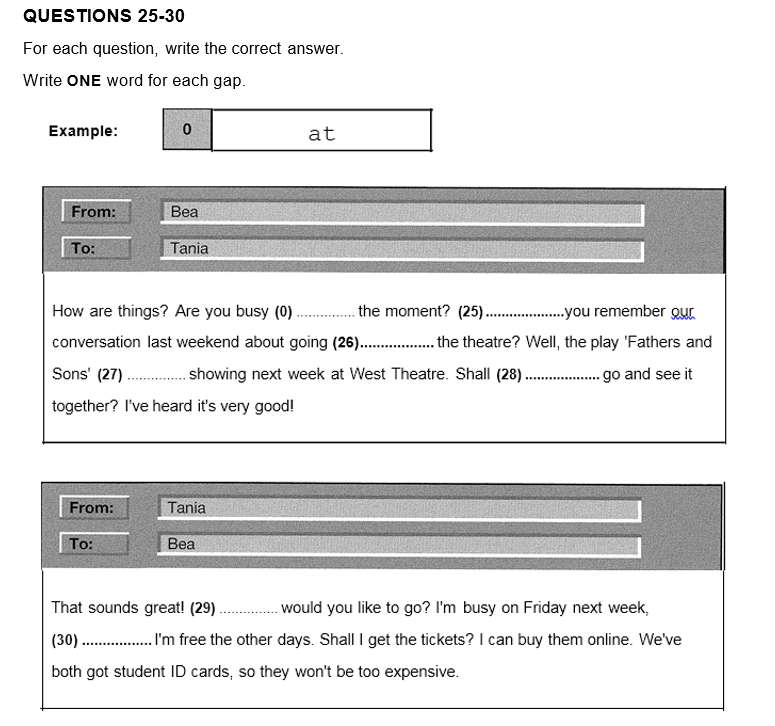 QUESTIONS 25-30
For each question, write the correct answer.
Write ONE word for each gap.
Example:
0
at
From:
Bea
To:
Tania
How are things? Are you busy (0) ............... the moment? (25)....................you remember our
conversation last weekend about going (26)................... the theatre? Well, the play 'Fathers and
Sons' (27) ............... showing next week at West Theatre. Shall (28) ................... go and see it
together? I've heard it's very good!
From:
Tania
To:
Bea
That sounds great! (29) ............... would you like to go? I'm busy on Friday next week,
(30) ................. I'm free the other days. Shall I get the tickets? I can buy them online. We've
both got student ID cards, so they won't be too expensive.